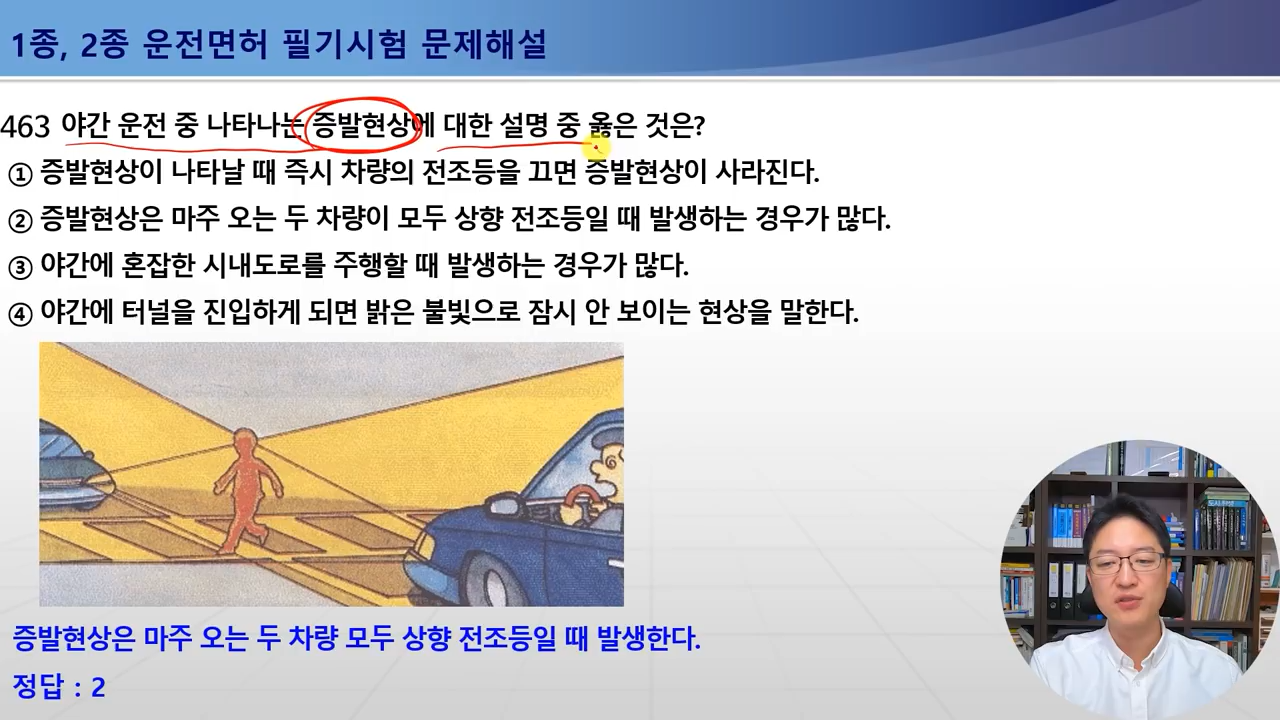 1종, 2종 운전면허 필기시험 문제해설
463 야간 운전 중 나타나는 증발현상에 대한 설명 중 옳은 것은?
① 증발현상이 나타날 때 즉시 차량의 전조등을 끄면 증발현상이 사라진다.
② 증발현상은 마주 오는 두 차량이 모두 상향 전조등일 때 발생하는 경우가 많다.
③ 야간에 혼잡한 시내도로를 주행할 때 발생하는 경우가 많다.
④ 야간에 터널을 진입하게 되면 밝은 불빛으로 잠시 안 보이는 현상을 말한다.
증발현상은 마주 오는 두 차량 모두 상향 전조등일 때 발생한다.
정답 : 2